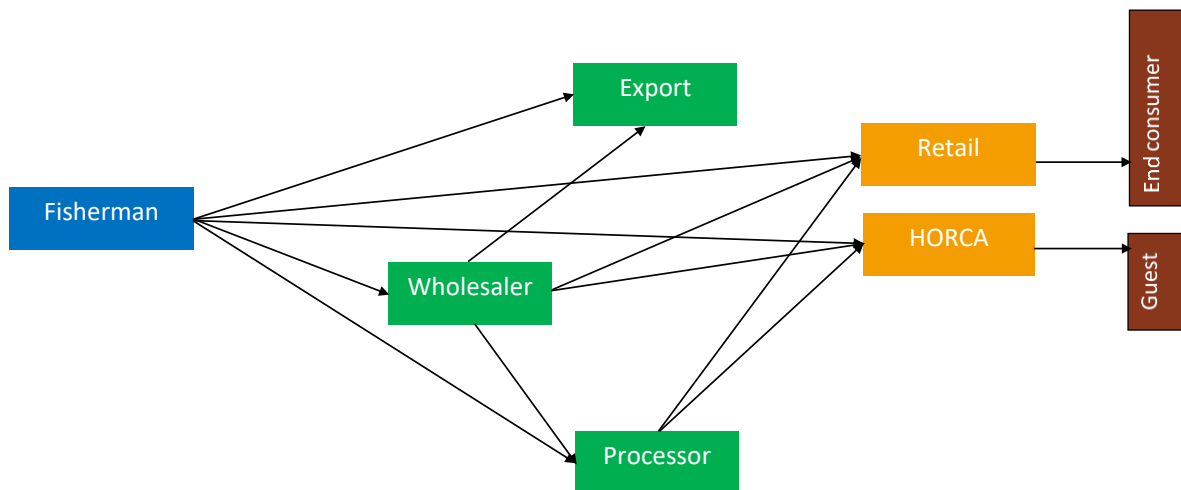 Export
Retail
End consumer
Fisherman
HORCA
Wholesaler
Guest
Processor